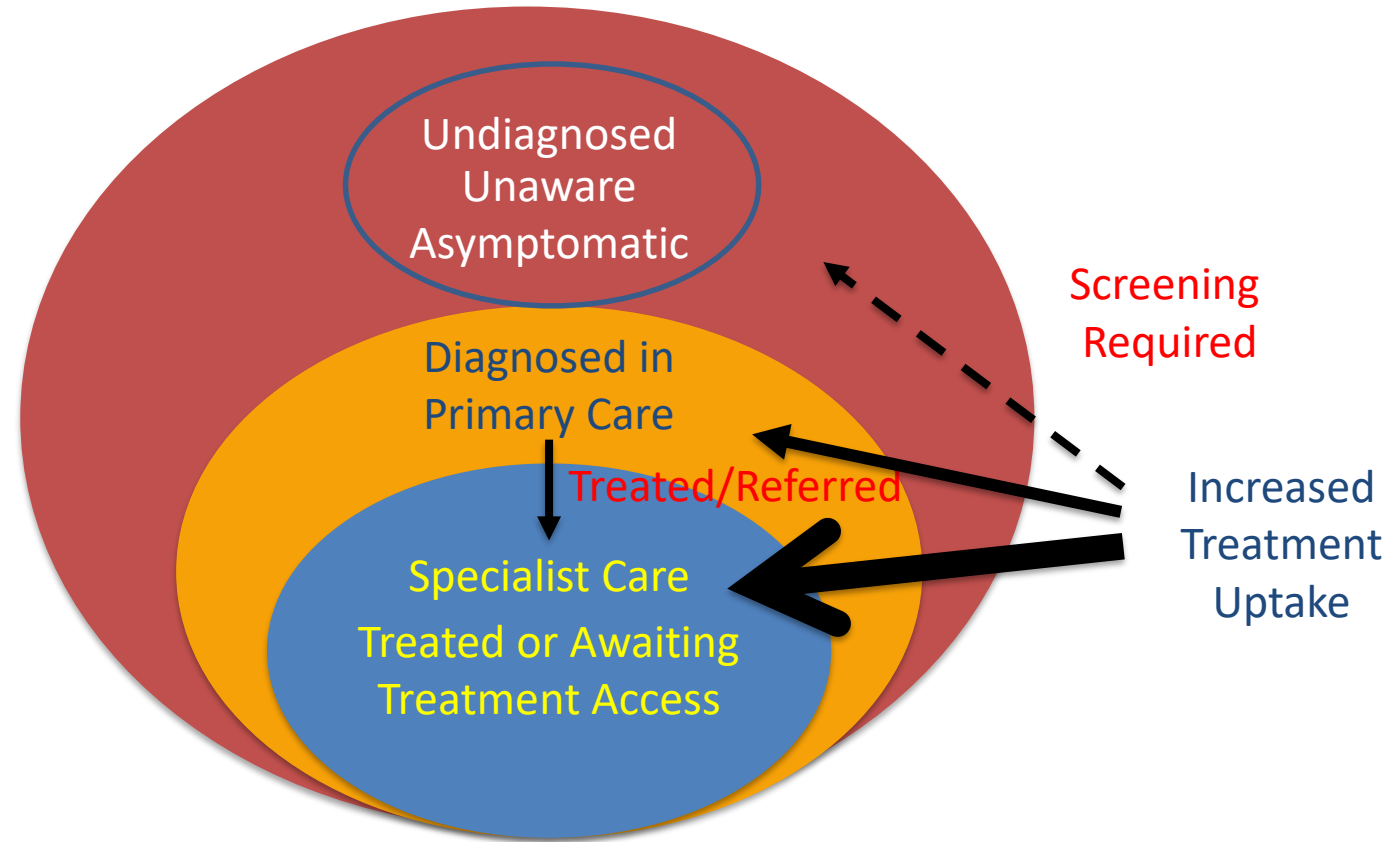 Undiagnosed
Unaware
Asymptomatic
Screening
Required
Diagnosed in
Primary Care
Treated/Referred
Increased
Treatment
Uptake
Specialist Care
Treated or Awaiting
Treatment Access